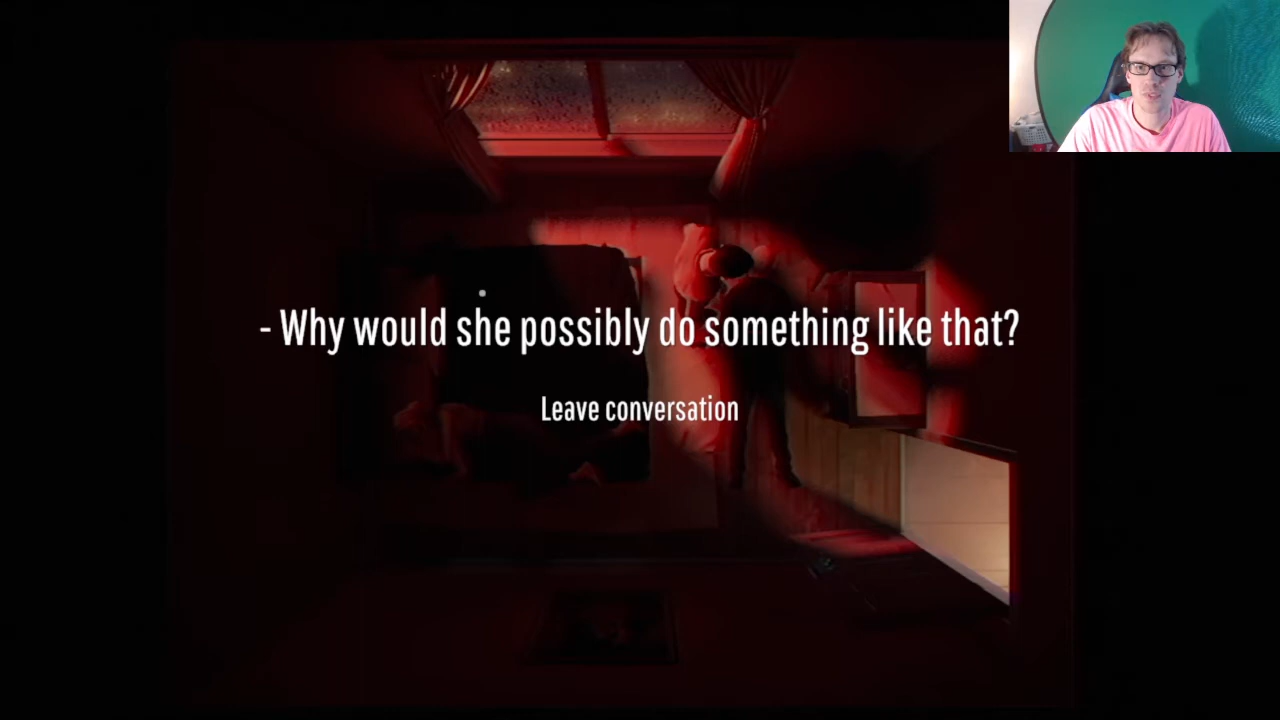 - Why would she possibly do something like that?
Leave conversation